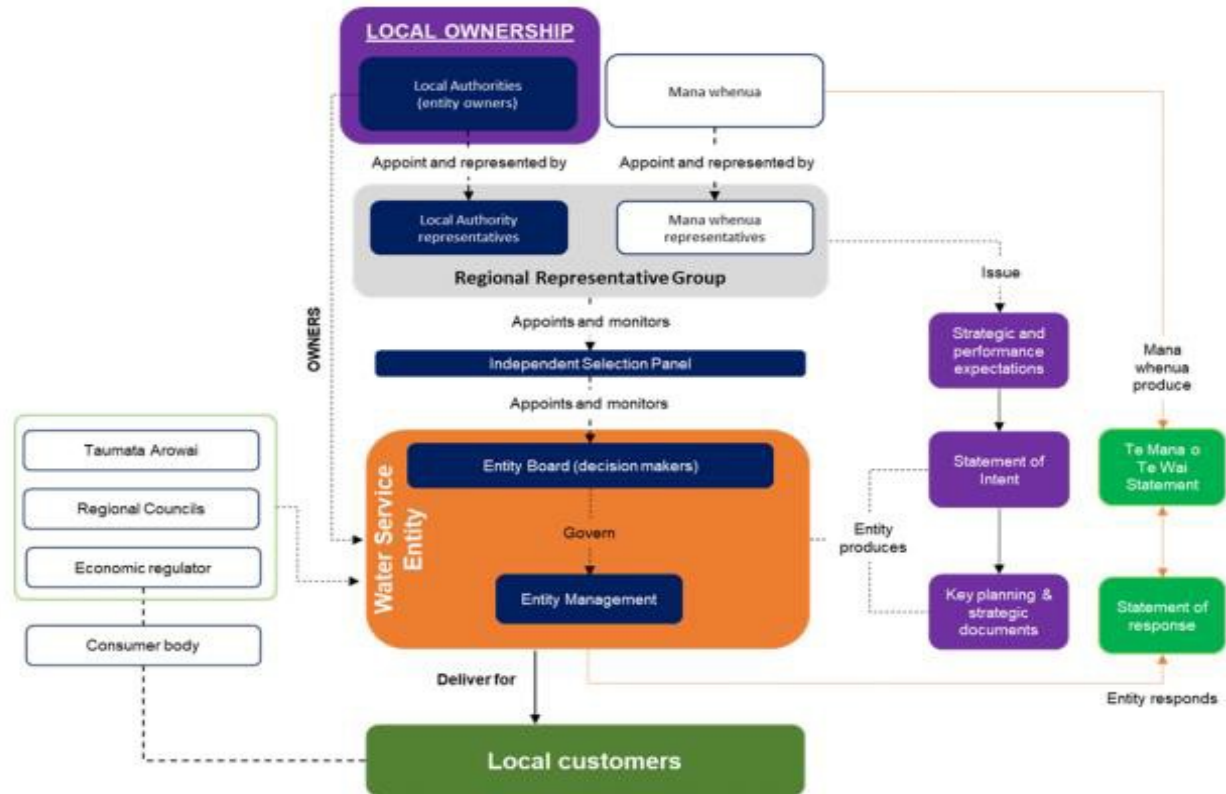 LOCAL OWNERSHIP
Local Authorities
(entity owners)
Mana whenua
Appoint and represented by
Appoint and represented by
Local Authority
representatives
Mana whenua
representatives
Regional Representative Group
Issue
Appoints and monitors
Strategic and
performance
expectations
OWNERS
Independent Selection Panel
Mana
whenua
produce
Appoints and monitors
Water Service
Entity
Entity Board (decision makers)
Govern
Entity Management
Taumata Arowai
Regional Councils
Economic regulator
Consumer body
Statement of
Intent
Te Mana o
Te Wai
Statement
Entity
produces
Key planning &
strategic
documents
Statement of
response
Deliver for
Entity responds
Local customers